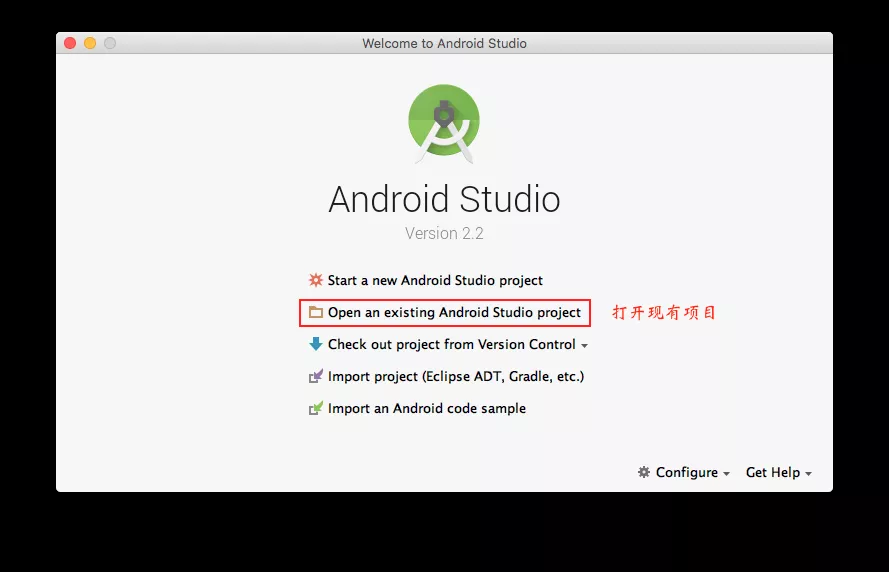 Welcome to Android Studio
Android Studio
Version 2.2
Start a new Android Studio project
Open an existing Android Studio project 打开现有项目
Check out project from Version Control
Import project (Eclipse ADT, Gradle, etc.)
Import an Android code sample
Configure Get Help